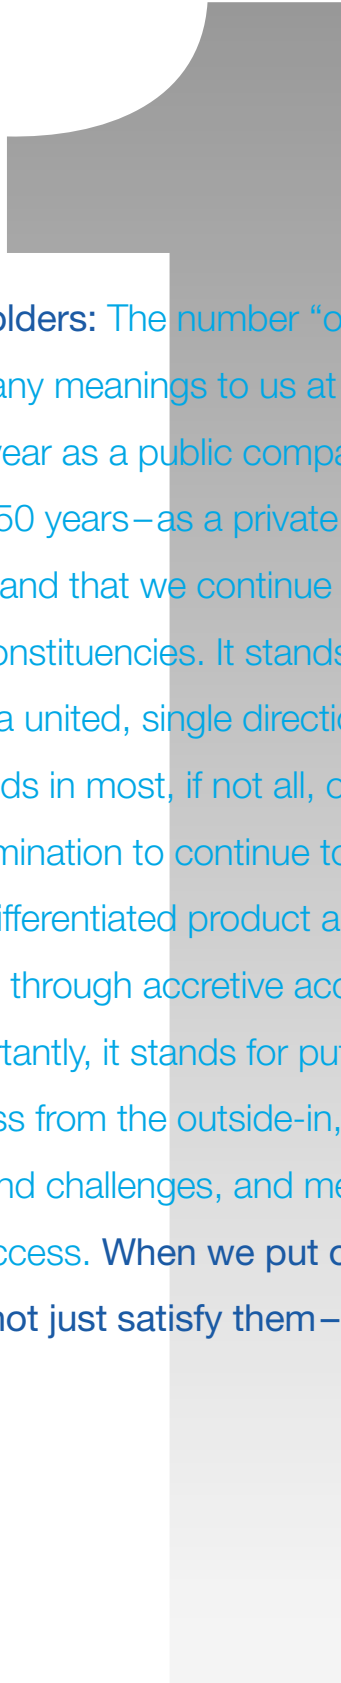 olders: The number “o
any meanings to us at
year as a public compa
50 years–as a private
and that we continue
onstituencies. It stands
a united, single directio
ds in most, if not all, o
mination to continue to
ifferentiated product a
through accretive acc
tantly, it stands for put
ss from the outside-in,
nd challenges, and me
ccess. When we put o
not just satisfy them–